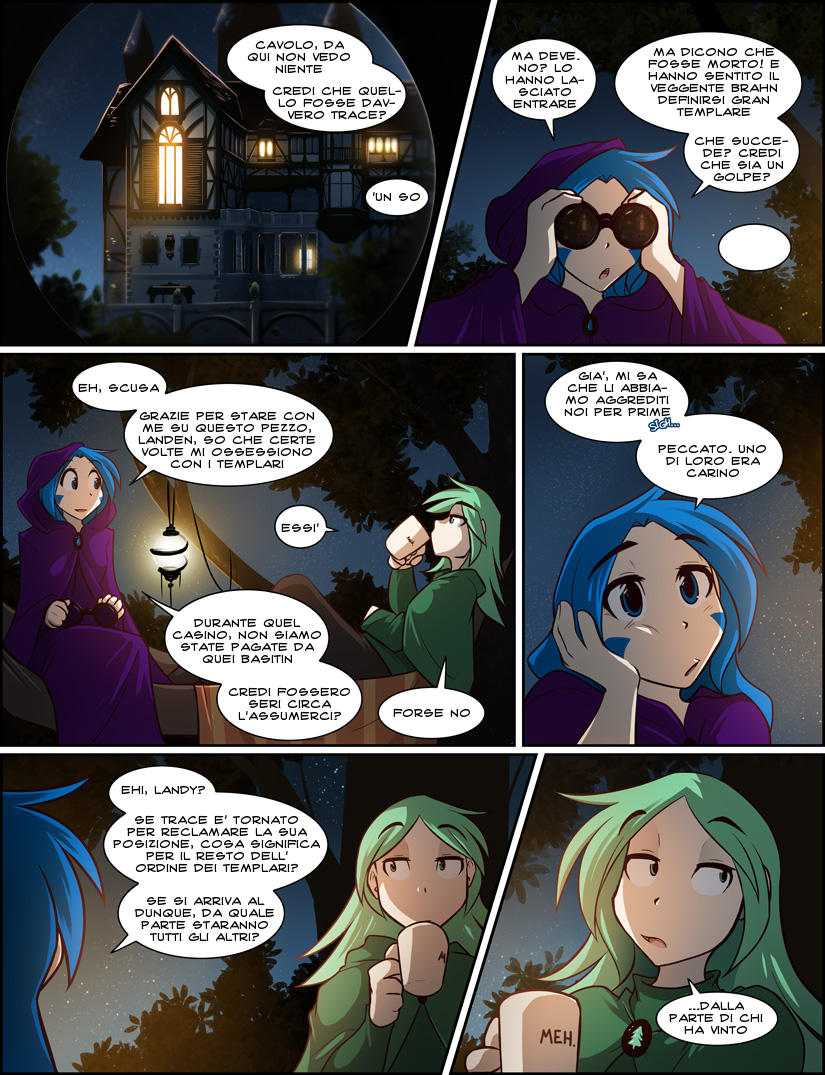 CAVOLO, DA
QUI NON VEDO
NIENTE
CREDI CHE QUEL-
LO FOSSE DAV-
VERO TRACE?
'UN SO
MA DEVE.
NO? LO
HANNO LA-
SCIATO
ENTRARE
MA DICONO CHE
FOSSE MORTO! E
HANNO SENTITO IL
VEGGENTE BRAHN
DEFINIRSI GRAN
TEMPLARE
CHE SUCCE-
DE? CREDI
CHE SIA UN
GOLPE?
EH, SCUSA
GRAZIE PER STARE CON
ME SU QUESTO PEZZO,
LANDEN, SO CHE CERTE
VOLTE MI OSSESSIONO
CON I TEMPLARI
ESSI'
MEH.
DURANTE QUEL
CASINO, NON SIAMO
STATE PAGATE DA
QUEI BASITIN
CREDI FOSSERO
SERI CIRCA
L'ASSUMERCI?
FORSE NO
GIA', MI SA
CHE LI ABBIA-
MO AGGREDITI
NOI PER PRIME
SIGH...
PECCATO. UNO
DI LORO ERA
CARINO
EHI, LANDY?
SE TRACE E' TORNATO
PER RECLAMARE LA SUA
POSIZIONE, COSA SIGNIFICA
PER IL RESTO DELL'
ORDINE DEI TEMPLARI?
SE SI ARRIVA AL
DUNQUE, DA QUALE
PARTE STARANNO
TUTTI GLI ALTRI?
M
...DALLA
PARTE DI CHI
HA VINTO
MEH.